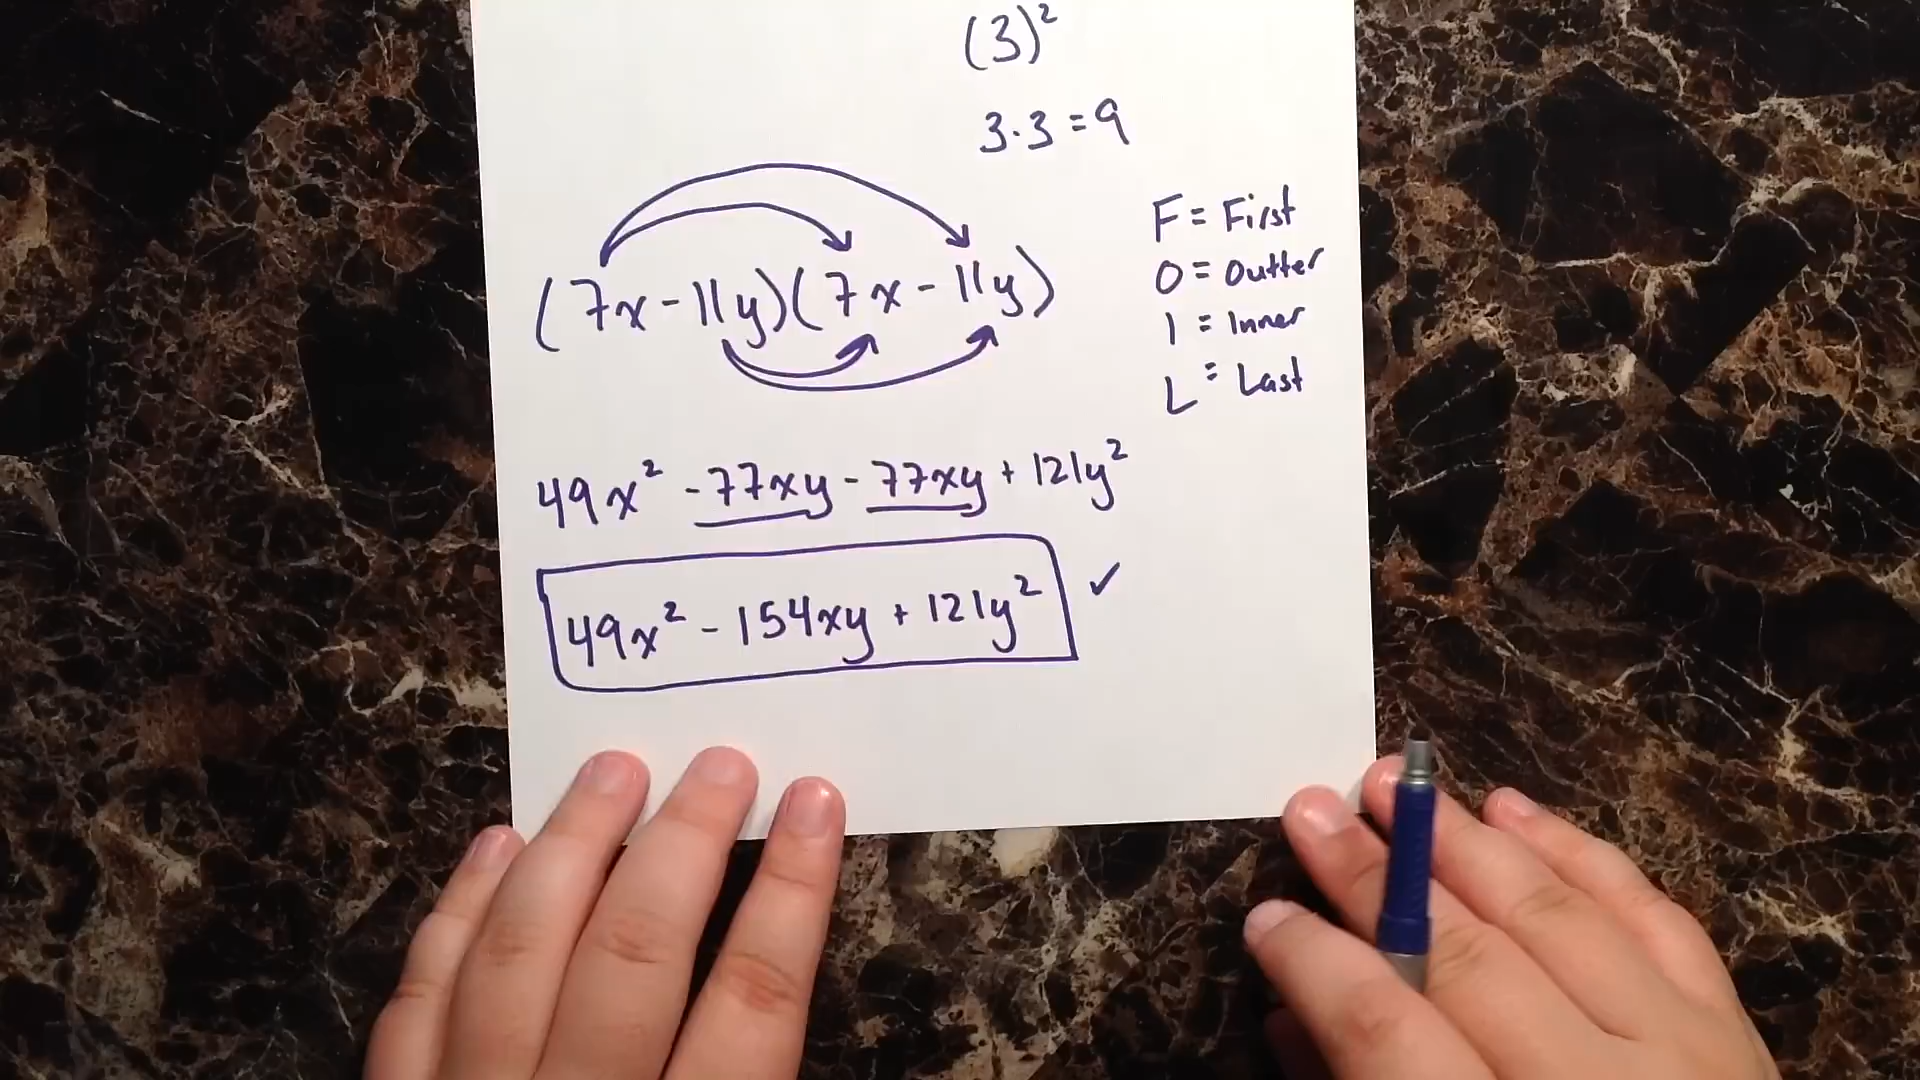 (3)²
3·3=9
F = First
O = Outter
I = Inner
L = Last
(7x-11y)(7x-11y)
49x² -77xy - 77xy + 121y²
49x² - 154xy + 121y² ✓